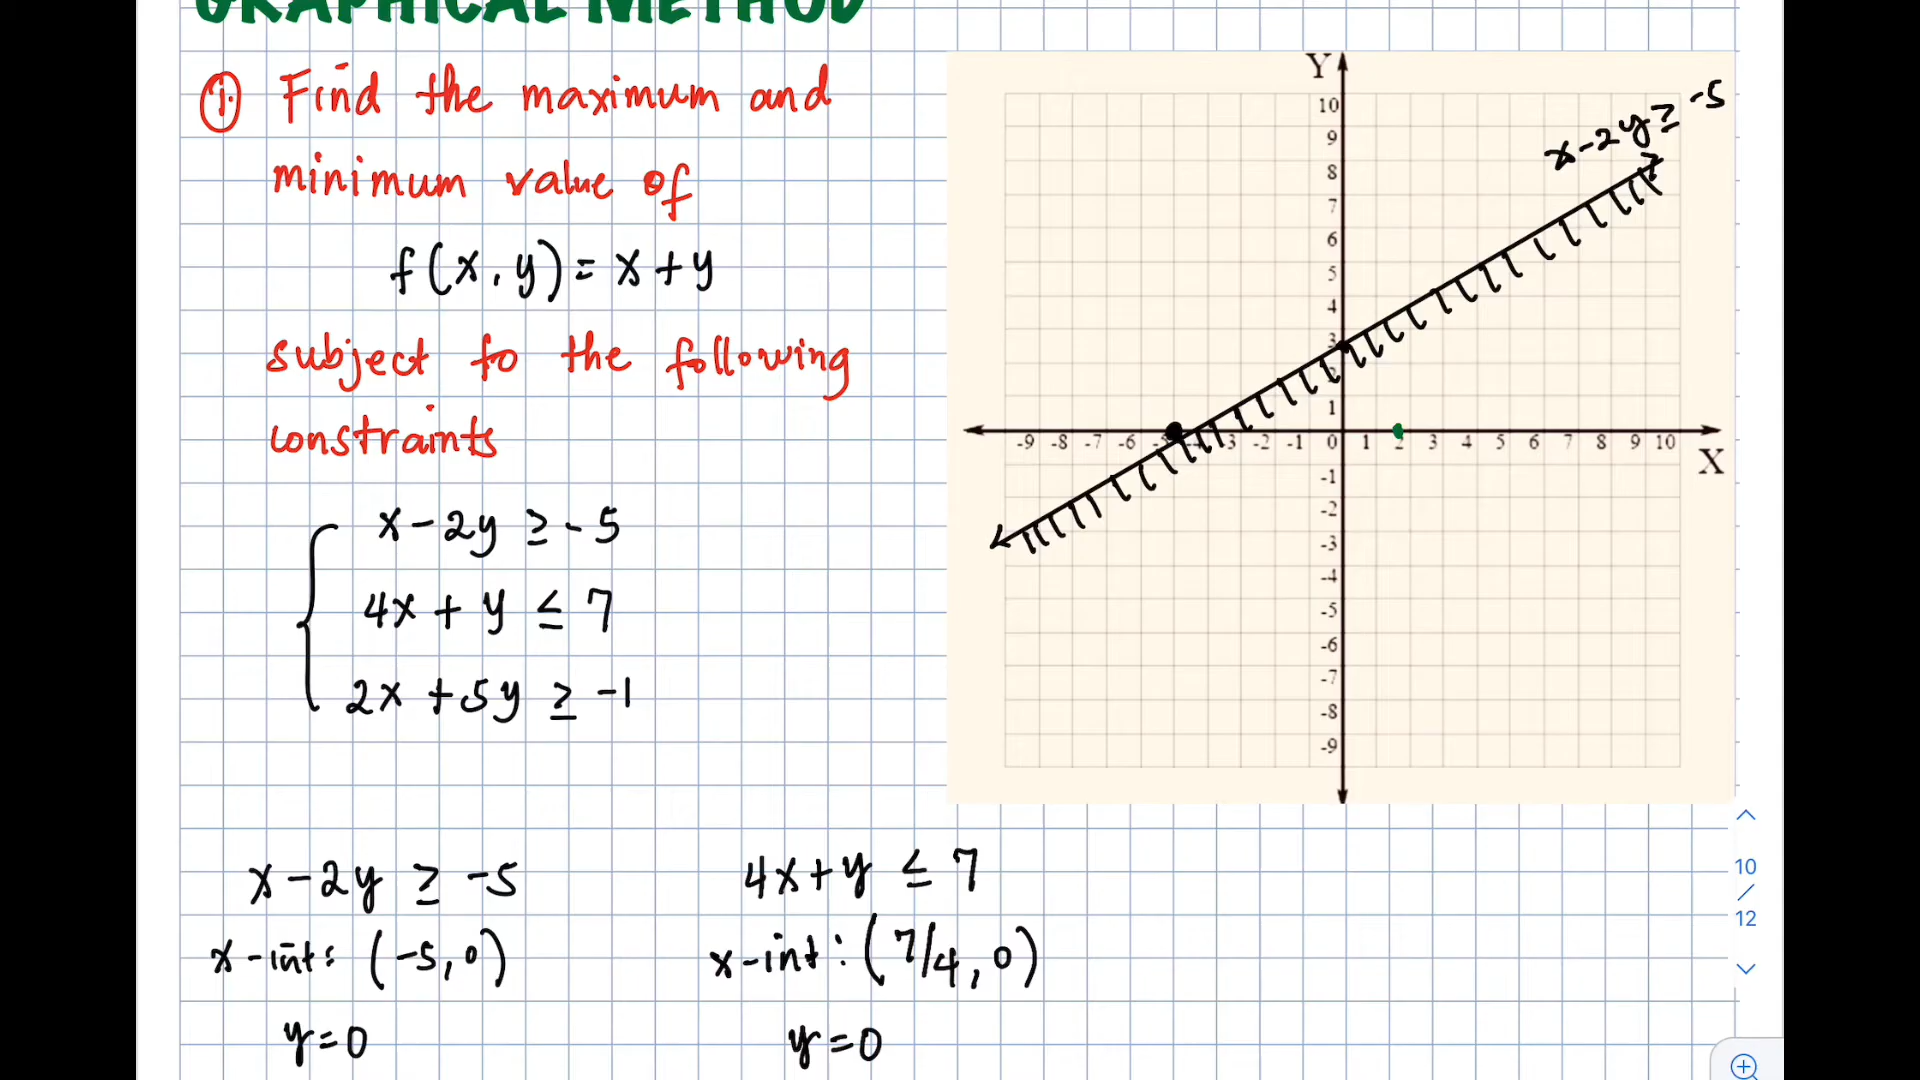 GRAPHICAL METHOD
① Find the maximum and
minimum value of
f(x,y) = x+y
subject to the following
constraints
x-2y ≥ -5
4x + y ≤ 7
2x + 5y ≥ -1
x-2y ≥ -5
x-int: (-5,0)
y=0
4x+y ≤ 7
x-int: (7/4, 0)
y=0
Y
x-2y ≥ -5
10
9
8
7
6
5
4
3
2
1
-9 -8 -7 -6 -3 -2 -1 0 1 2 3 4 5 6 7 8 9 10
X
-1
-2
-3
-4
-5
-6
-7
-8
-9
10
/
12